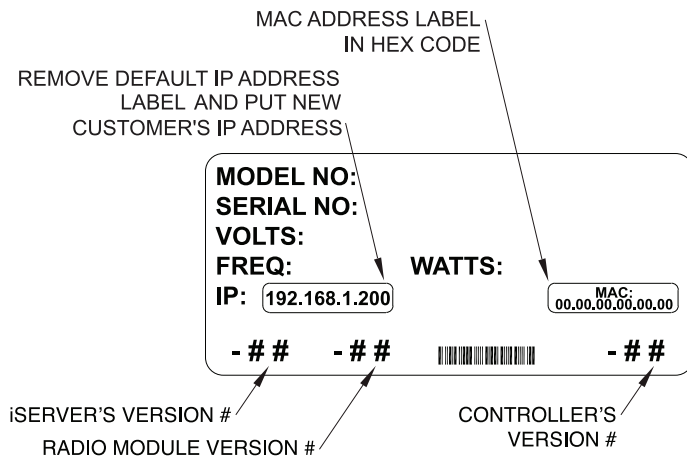 MAC ADDRESS LABEL
IN HEX CODE
REMOVE DEFAULT IP ADDRESS
LABEL AND PUT NEW
CUSTOMER'S IP ADDRESS
MODEL NO:
SERIAL NO:
VOLTS:
FREQ: WATTS:
IP: 192.168.1.200
MAC:
00.00.00.00.00.00
- # # - # # - # #
iSERVER'S VERSION #
RADIO MODULE VERSION #
CONTROLLER'S
VERSION #